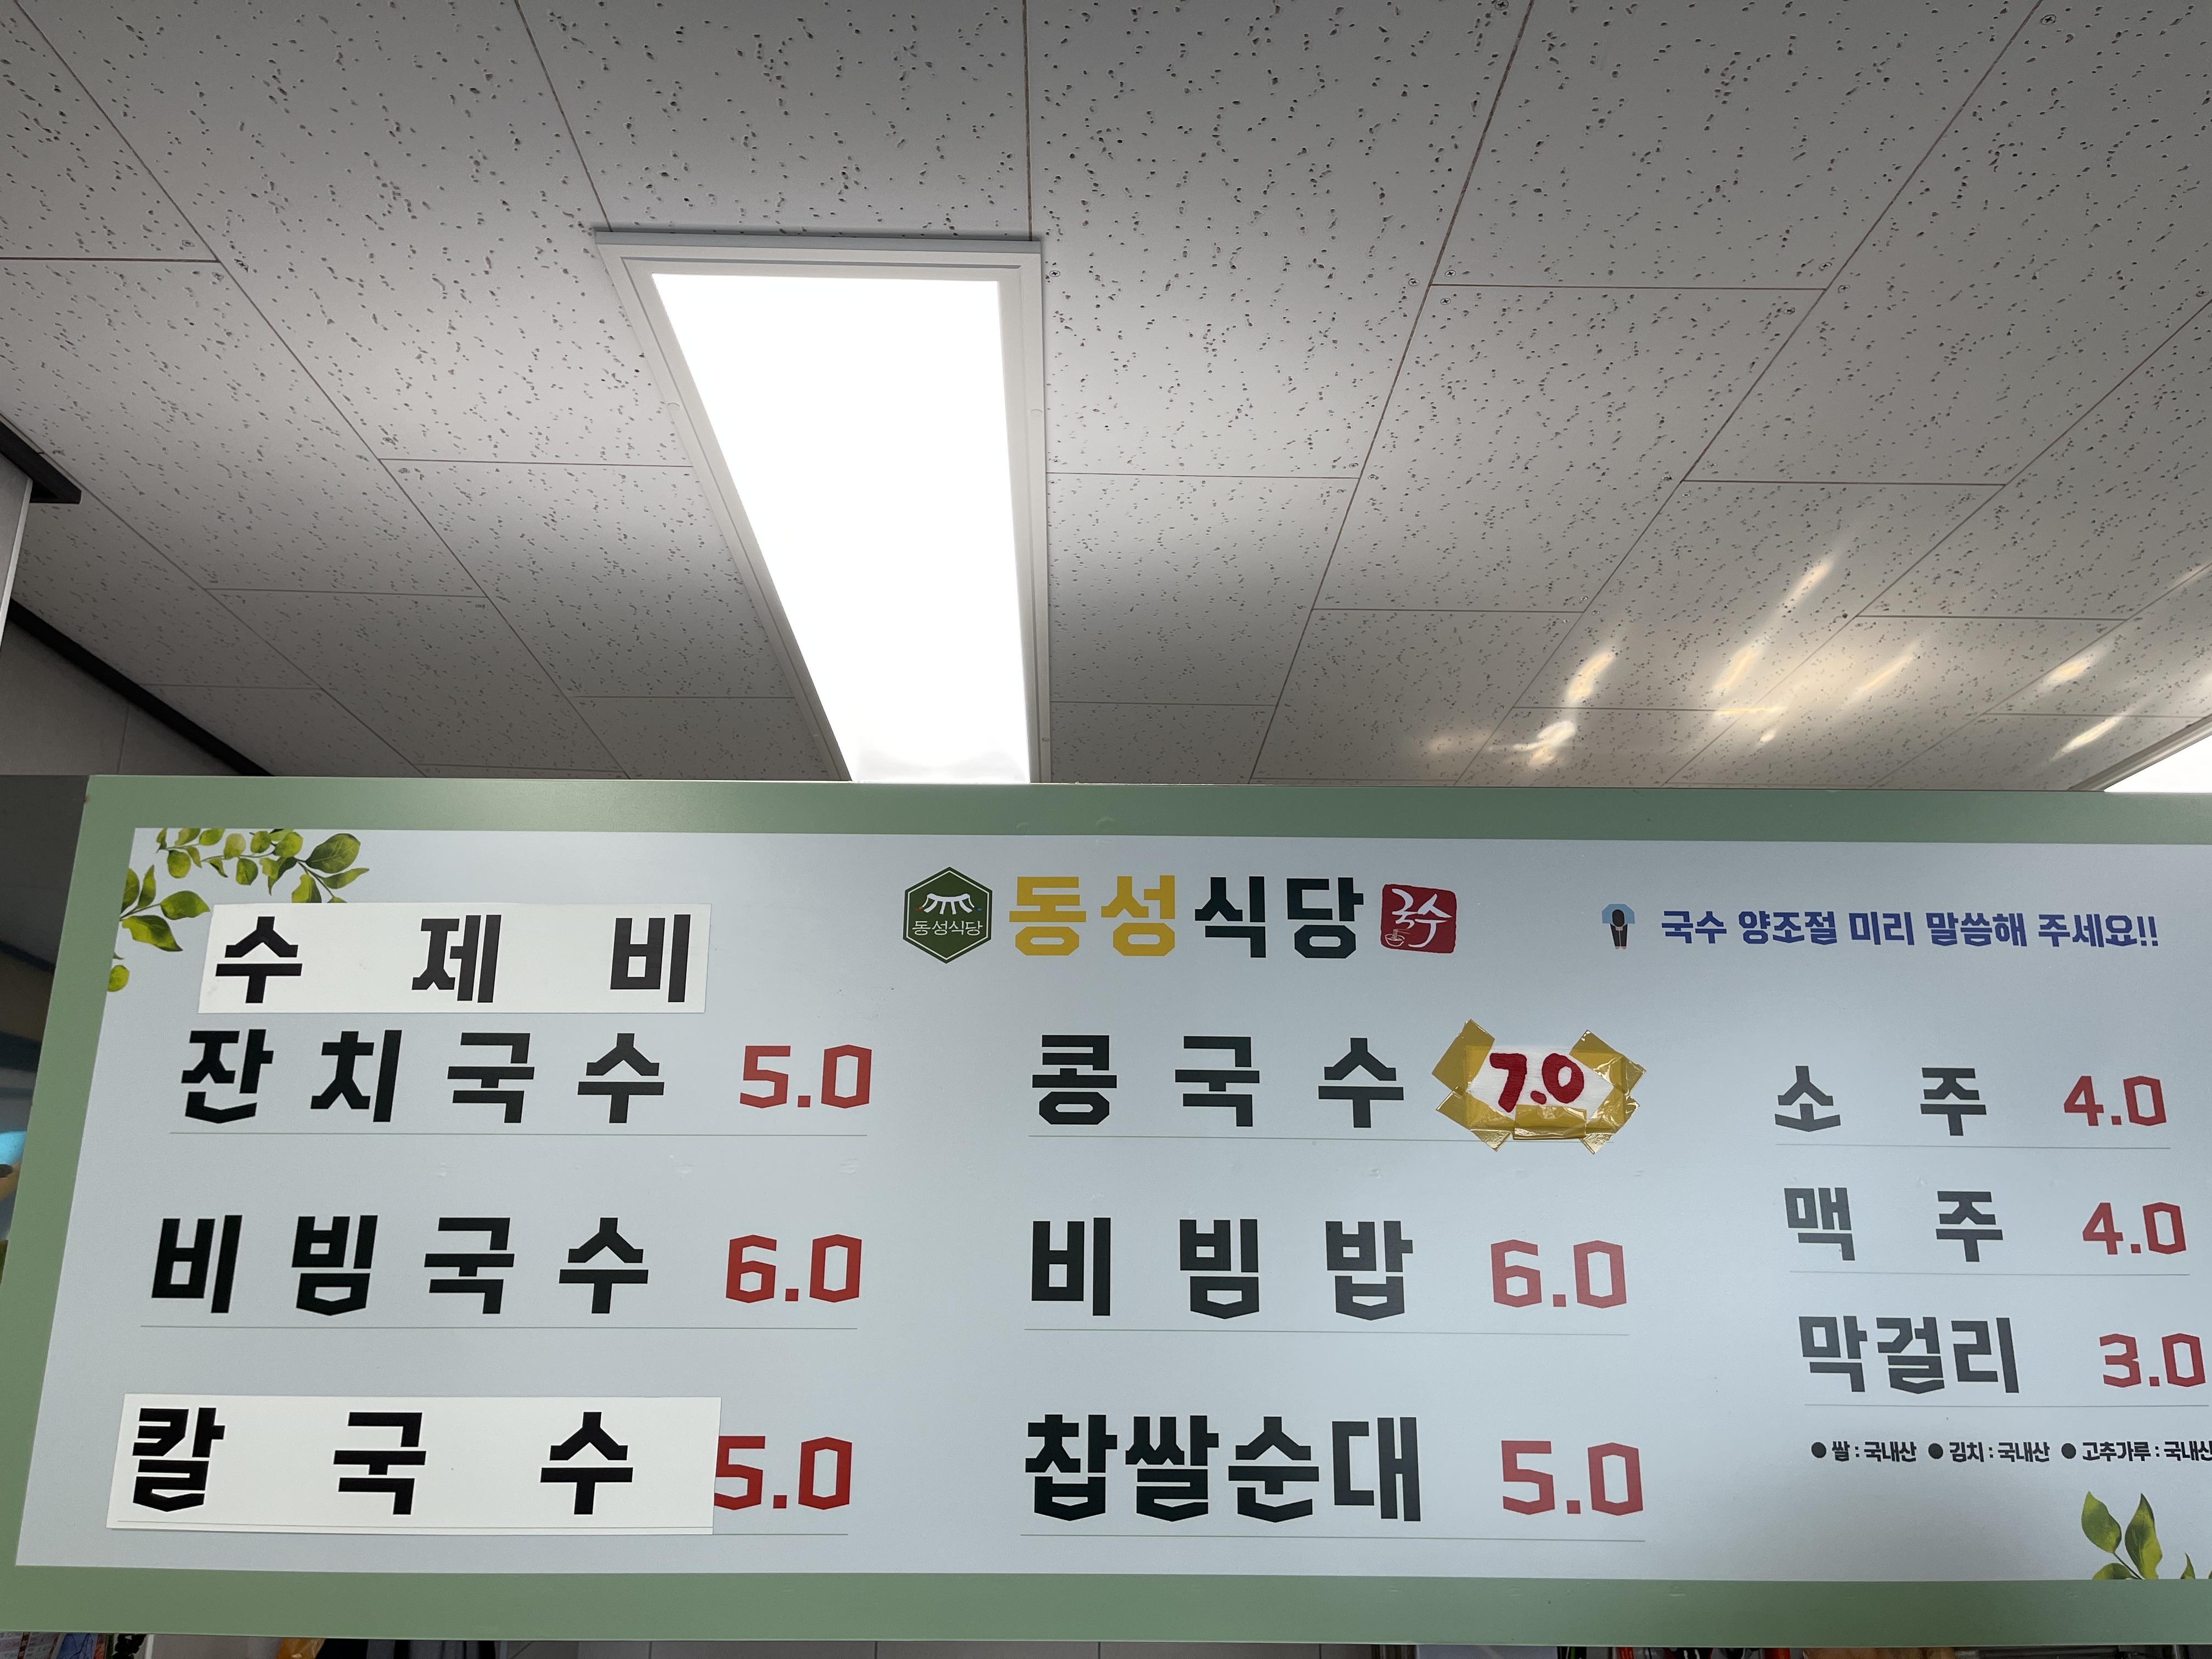 동성식당
동성식당 국수
국수 양조절 미리 말씀해 주세요!!
수 제 비
잔치국수 5.0
비빔국수 6.0
칼 국 수 5.0
콩 국 수 7.0
비 빔 밥 6.0
찹쌀순대 5.0
소 주 4.0
맥 주 4.0
막걸리 3.0
● 쌀 : 국내산 ● 김치 : 국내산 ● 고추가루 : 국내산